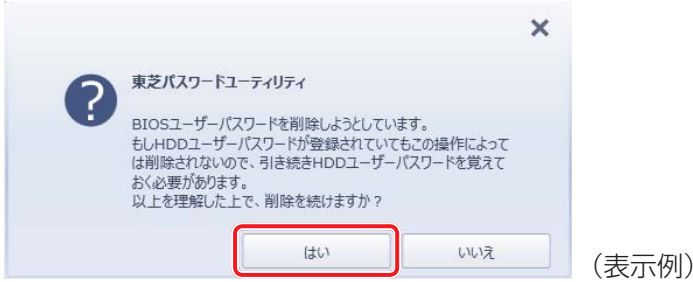 東芝パスワードユーティリティ
BIOSユーザーパスワードを削除しようとしています。
もしHDDユーザーパスワードが登録されていてもこの操作によって
は削除されないので、引き続きHDDユーザーパスワードを覚えて
おく必要があります。
以上を理解した上で、削除を続けますか？
はい いいえ
（表示例）